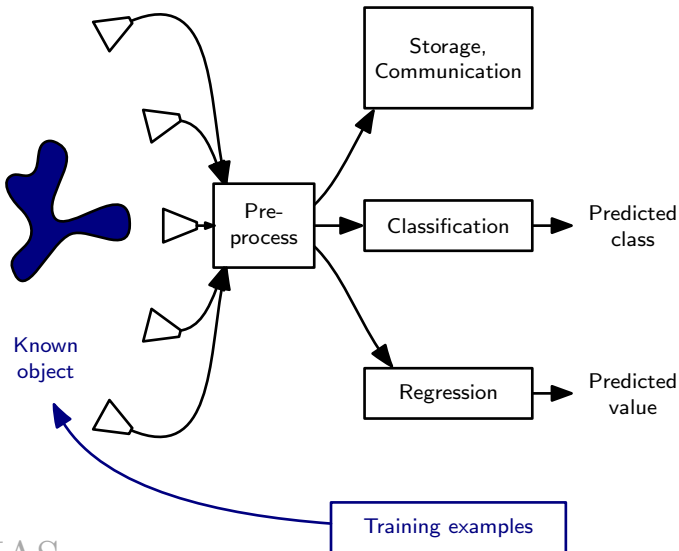 Storage,
Communication
Pre-
process
Classification
Predicted
class
Known
object
Regression
Predicted
value
Training examples